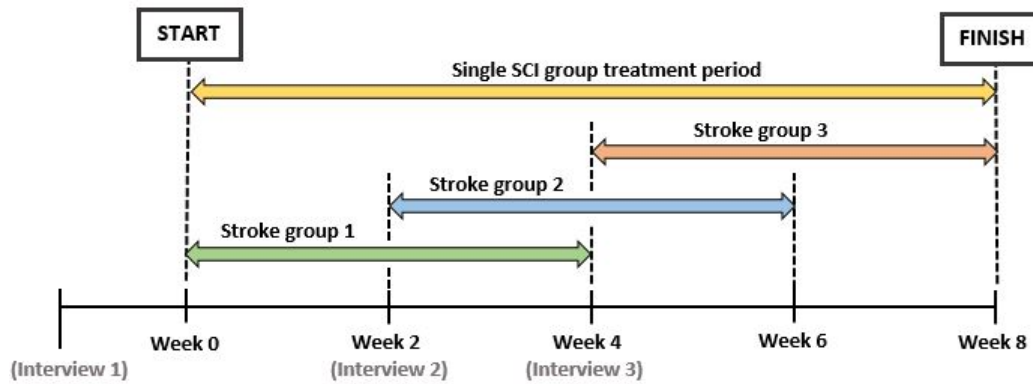 START
FINISH
Single SCI group treatment period
Stroke group 3
Stroke group 2
Stroke group 1
Week 0
Week 2
Week 4
Week 6
Week 8
(Interview 1)
(Interview 2)
(Interview 3)